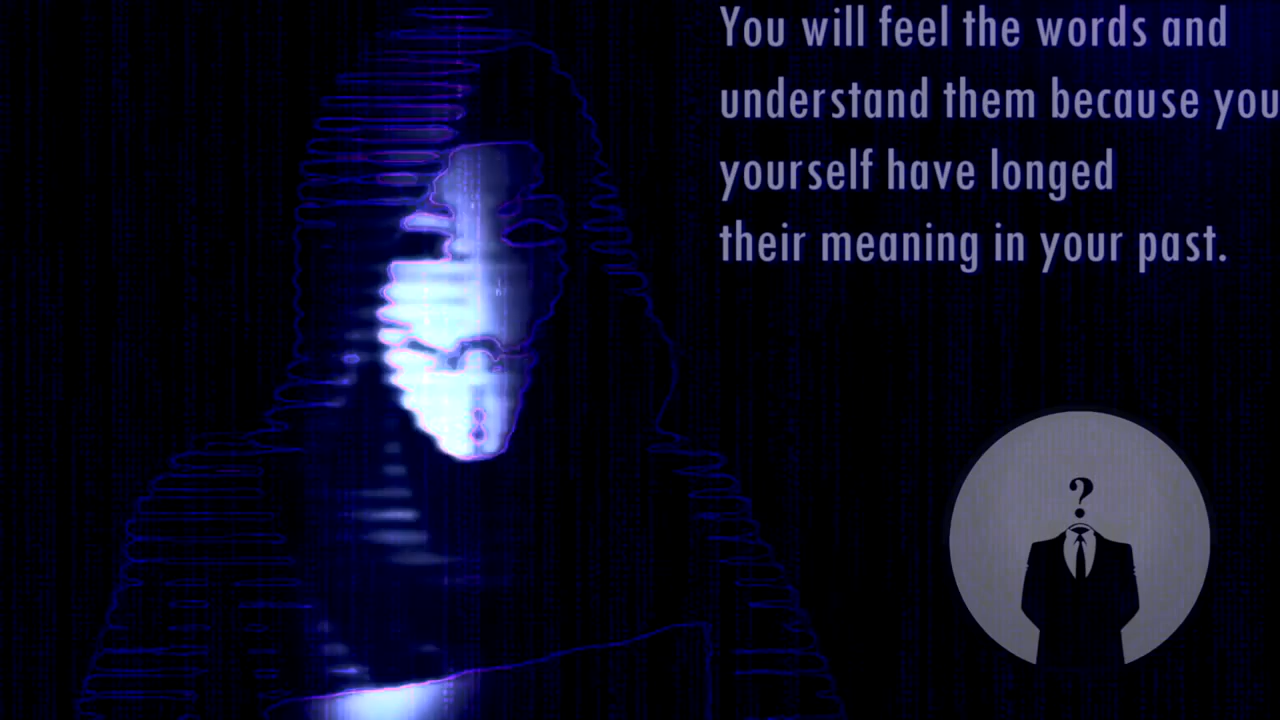 You will feel the words and
understand them because you
yourself have longed
their meaning in your past.
?